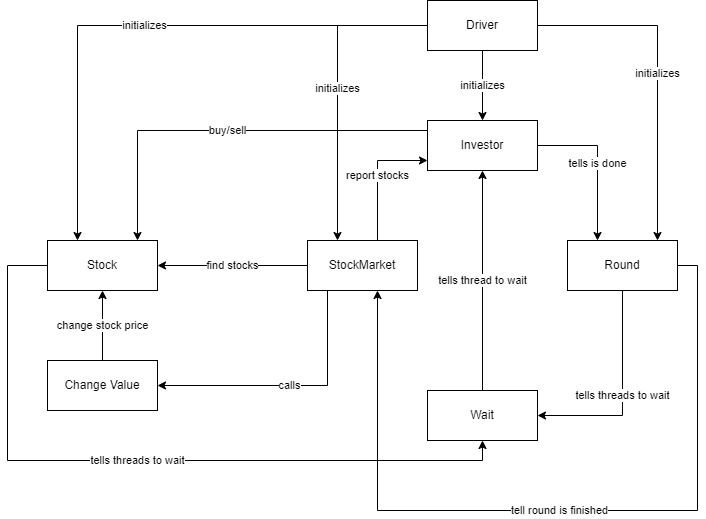 Driver
initializes
initializes
initializes
initializes
buy/sell
Investor
tells is done
report stocks
Stock
find stocks
StockMarket
Round
tells thread to wait
change stock price
Change Value
calls
tells threads to wait
Wait
tells threads to wait
tell round is finished